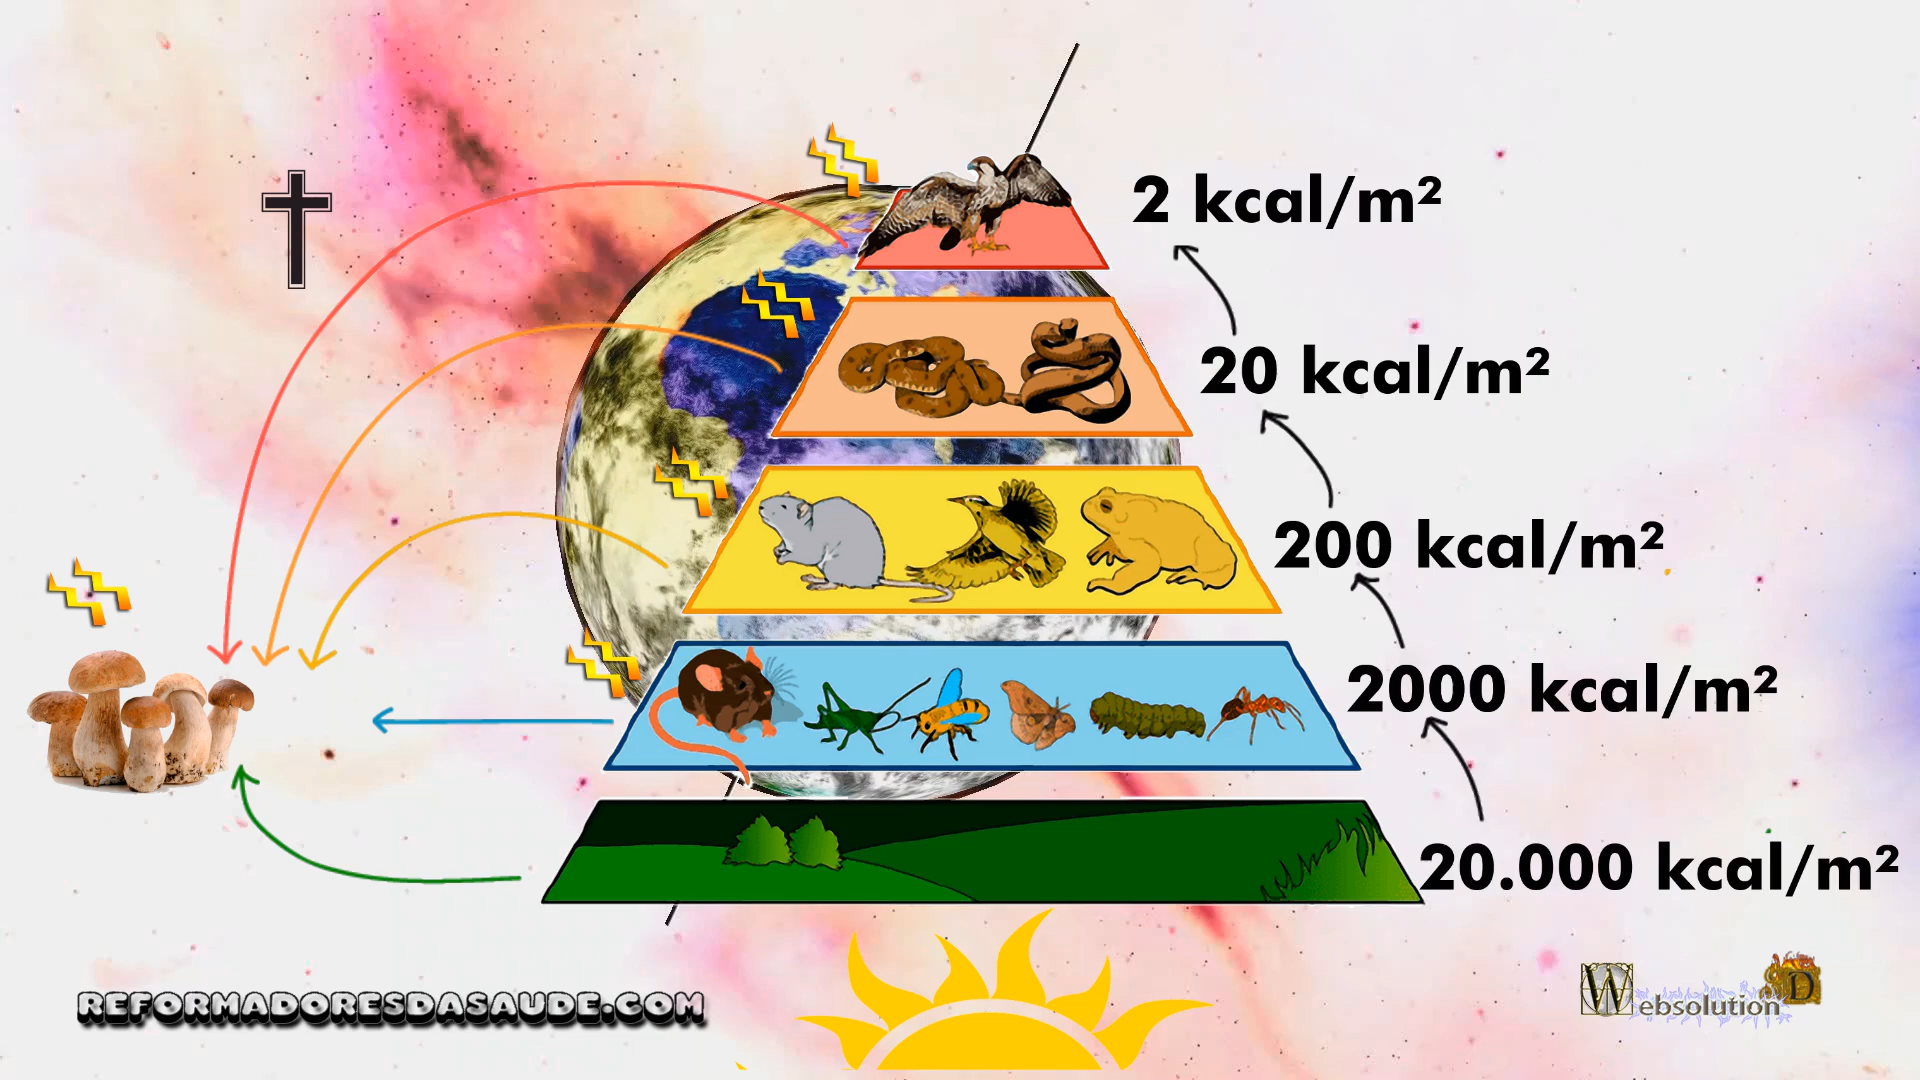 2 kcal/m²
20 kcal/m²
200 kcal/m²
2000 kcal/m²
20.000 kcal/m²
REFORMADORESDASAUDE.COM
Websolution D